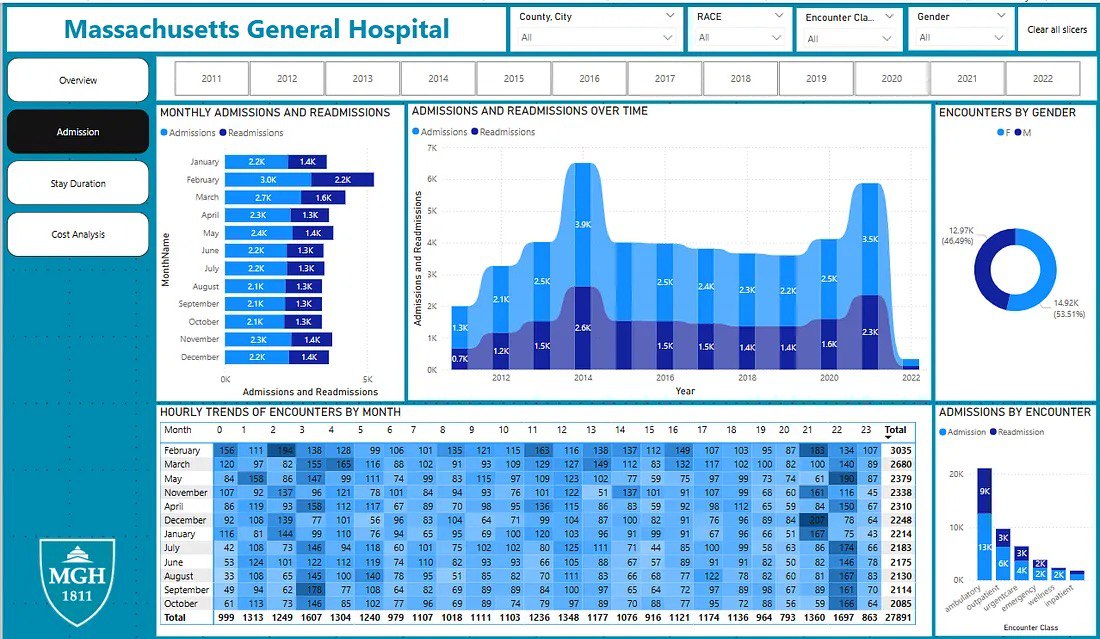 Massachusetts General Hospital
County, City
All
RACE
All
Encounter Cla...
All
Gender
All
Clear all slicers
Overview
Admission
Stay Duration
Cost Analysis
2011 2012 2013 2014 2015 2016 2017 2018 2019 2020 2021 2022
MONTHLY ADMISSIONS AND READMISSIONS
Admissions Readmissions
MonthName
January 2.2K 1.4K
February 3.0K 2.2K
March 2.7K 1.6K
April 2.3K 1.3K
May 2.4K 1.4K
June 2.2K 1.3K
July 2.2K 1.3K
August 2.1K 1.3K
September 2.1K 1.3K
October 2.1K 1.3K
November 2.3K 1.4K
December 2.2K 1.4K
0K 5K
Admissions and Readmissions
ADMISSIONS AND READMISSIONS OVER TIME
Admissions Readmissions
Admissions and Readmissions
7K
6K
5K
4K
3K
2K
1K
0K
1.3K 2.1K 2.5K 3.9K 2.5K 2.4K 2.3K 2.2K 2.5K 3.5K
0.7K 1.2K 1.5K 2.6K 1.5K 1.5K 1.4K 1.4K 1.6K 2.3K
2012 2014 2016 2018 2020 2022
Year
ENCOUNTERS BY GENDER
F M
12.97K
(46.49%)
14.92K
(53.51%)
HOURLY TRENDS OF ENCOUNTERS BY MONTH
Month 0 1 2 3 4 5 6 7 8 9 10 11 12 13 14 15 16 17 18 19 20 21 22 23 Total
February 156 111 194 138 128 99 106 101 135 121 115 163 116 138 137 112 149 107 103 95 87 183 134 107 3035
March 120 97 82 155 165 116 88 102 91 93 109 129 127 149 112 83 132 117 102 100 82 100 140 89 2680
May 84 158 86 147 99 111 74 99 83 115 97 109 123 102 77 59 75 97 99 73 74 61 190 87 2379
November 107 92 137 96 121 78 101 84 94 93 76 101 122 51 137 101 91 107 99 68 60 161 116 45 2338
April 86 119 93 158 112 117 67 89 70 98 95 136 115 86 83 59 92 98 112 65 59 84 150 67 2310
December 92 108 139 77 101 56 96 83 104 64 71 99 104 87 100 82 91 76 96 89 84 207 78 64 2248
January 116 81 144 99 110 76 94 65 95 69 100 120 103 96 91 99 91 67 76 66 51 167 75 43 2214
July 42 108 73 146 94 118 60 101 75 102 102 80 125 111 71 44 85 100 99 58 63 86 174 66 2183
June 53 124 101 122 112 119 74 110 82 93 93 106 88 67 57 89 91 91 82 50 82 146 78 2175
August 33 108 65 145 100 140 78 95 51 85 82 70 111 83 66 68 77 122 78 60 62 81 167 83 2131
September 49 94 62 178 77 108 62 69 89 89 84 100 97 65 64 72 97 89 98 67 89 161 70 2114
October 61 113 73 146 85 102 77 96 69 89 74 79 97 89 70 88 77 95 72 88 56 59 166 64 2085
Total 999 1313 1249 1607 1304 1240 979 1094 1018 1111 1103 1236 1348 1177 1076 916 1121 1174 1136 964 793 1360 1697 863 27891
ADMISSIONS BY ENCOUNTER
Admission Readmission
20K
10K
0K
9K 3K 3K 2K
13K 6K 4K 2K 2K
ambulatory outpatient urgentcare emergency wellness inpatient
Encounter Class
MGH
1811